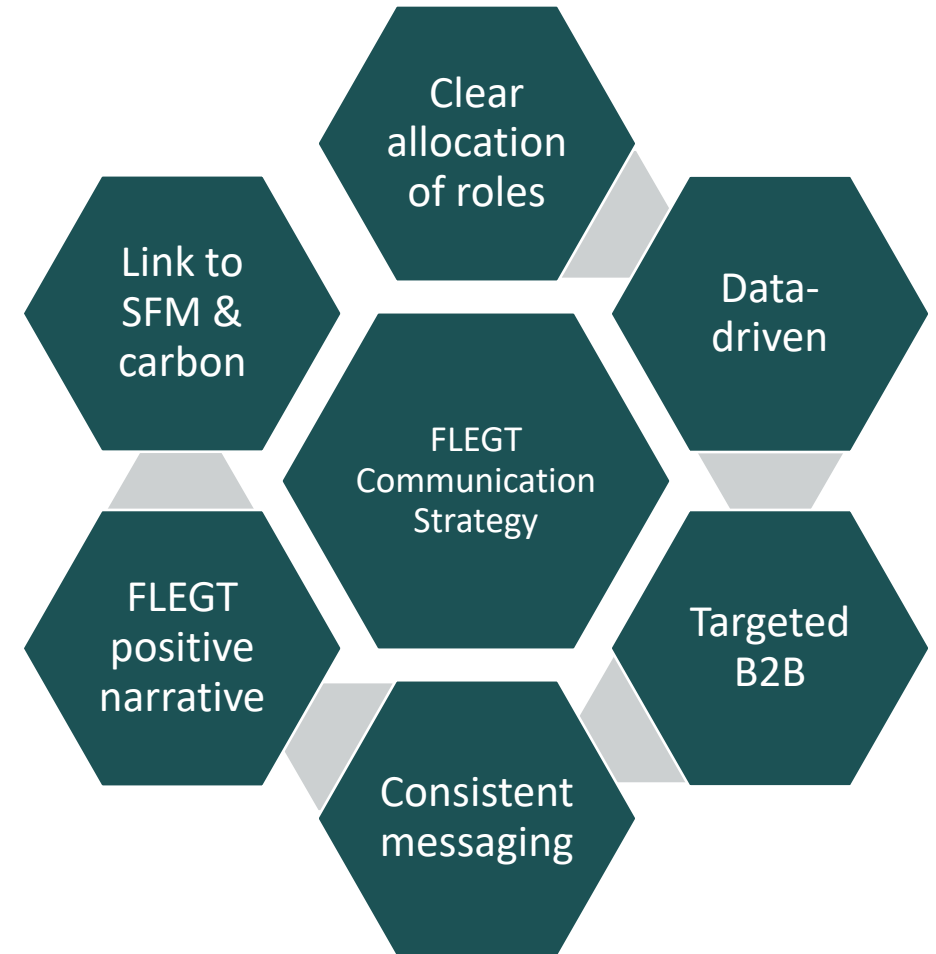 Clear
allocation
of roles
Data-
driven
Targeted
B2B
Consistent
messaging
FLEGT
positive
narrative
Link to
SFM &
carbon
FLEGT
Communication
Strategy